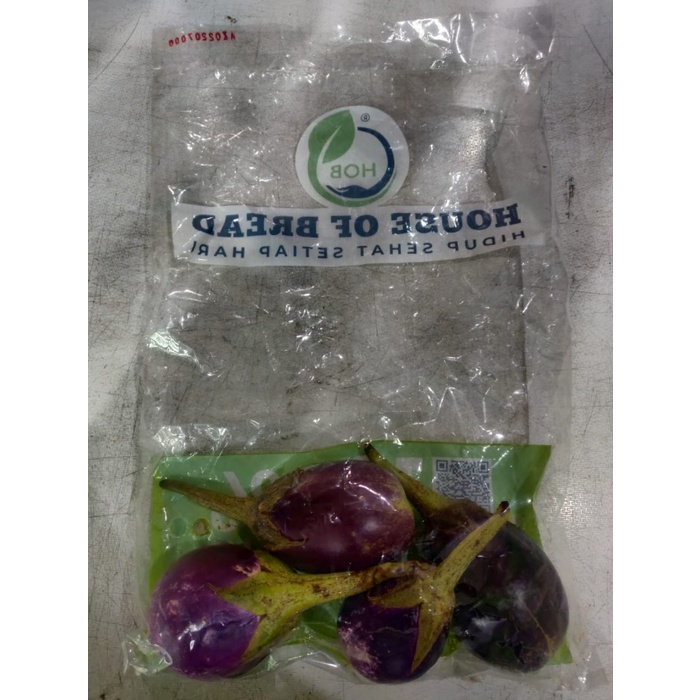 HOB
HOUSE OF BREAD
HIDUP SEHAT SETIAP HARI